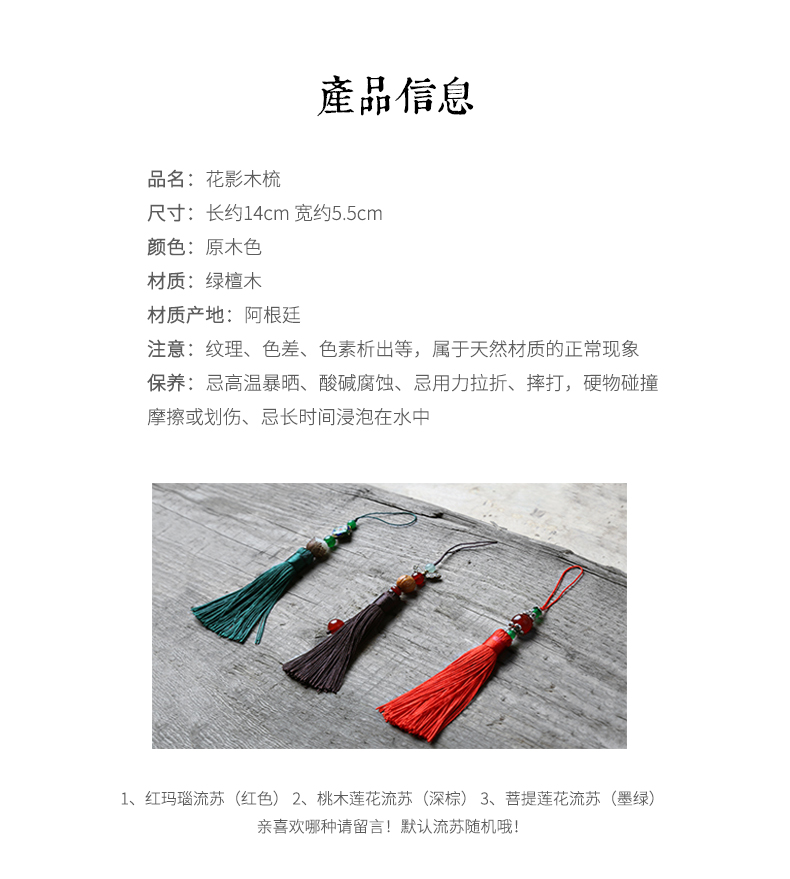 產品信息
品名：花影木梳
尺寸：长约14cm 宽约5.5cm
颜色：原木色
材质：绿檀木
材质产地：阿根廷
注意：纹理、色差、色素析出等，属于天然材质的正常现象
保养：忌高温暴晒、酸碱腐蚀、忌用力拉折、摔打，硬物碰撞
摩擦或划伤、忌长时间浸泡在水中
1、红玛瑙流苏（红色） 2、桃木莲花流苏（深棕） 3、菩提莲花流苏（墨绿）
亲喜欢哪种请留言！默认流苏随机哦！